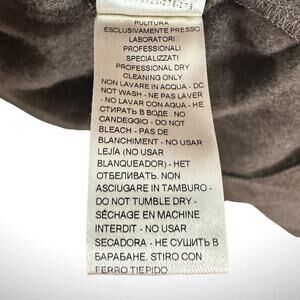 PULITURA
ESCLUSIVAMENTE PRESSO
LABORATORI
PROFESSIONALI
SPECIALIZZATI
PROFESSIONAL DRY
CLEANING ONLY
NON LAVARE IN ACQUA - DO
NOT WASH - NE PAS LAVER
- NO LAVAR CON AGUA - НЕ
СТИРАТЬ В ВОДЕ - NO
CANDEGGIO - DO NOT
BLEACH - PAS DE
BLANCHIMENT - NO USAR
LEJÍA (NO USAR
BLANQUEADOR) - НЕТ
ОТБЕЛИВАТЬ. NON
ASCIUGARE IN TAMBURO -
DO NOT TUMBLE DRY -
SÉCHAGE EN MACHINE
INTERDIT - NO USAR
SECADORA - НЕ СУШИТЬ В
БАРАБАНЕ. STIRO CON
FERRO TIEPIDO